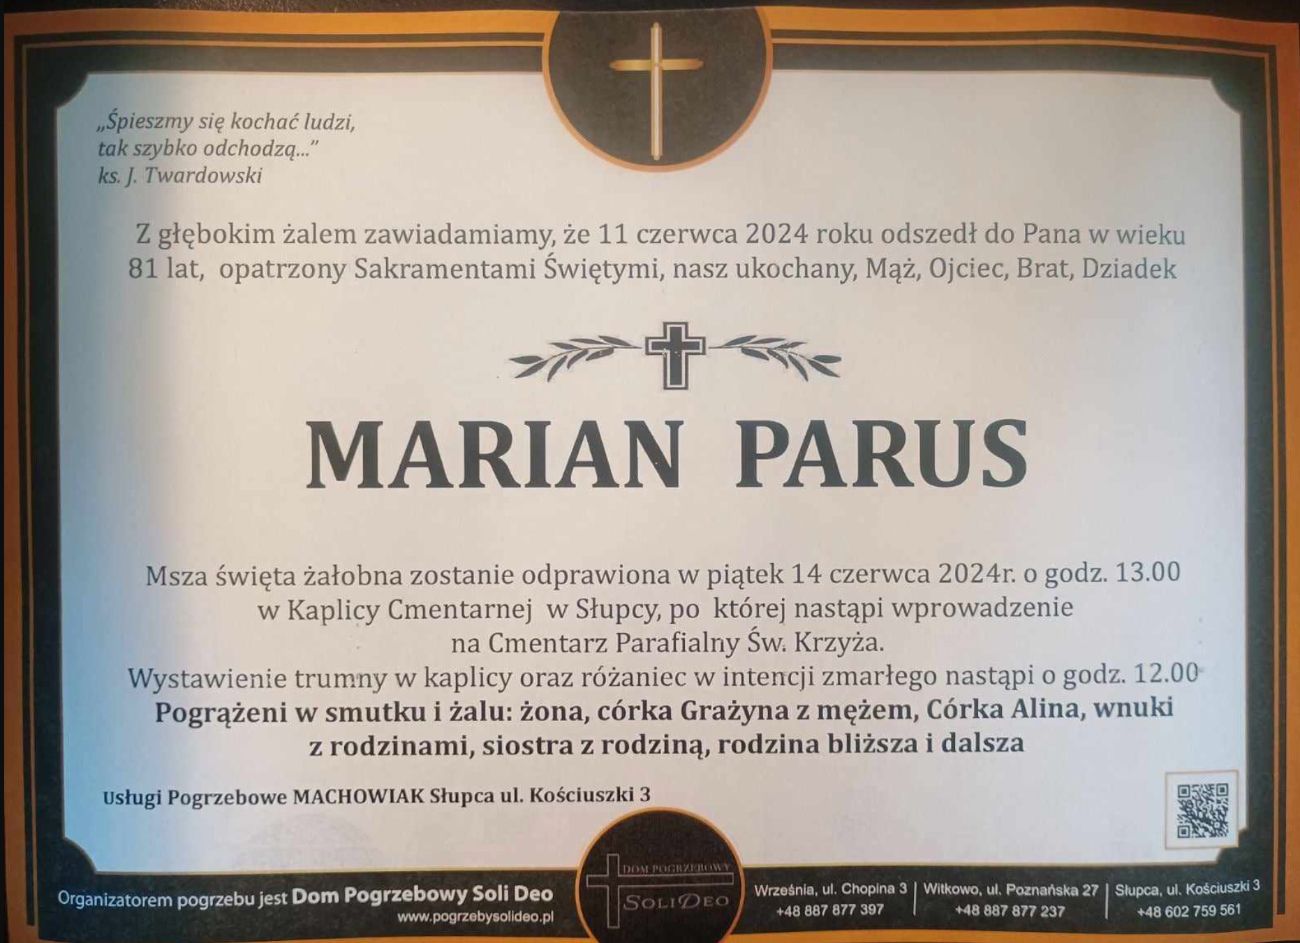 „Śpieszmy się kochać ludzi,
tak szybko odchodzą...”
ks. J. Twardowski
Z głębokim żalem zawiadamiamy, że 11 czerwca 2024 roku odszedł do Pana w wieku
81 lat, opatrzony Sakramentami Świętymi, nasz ukochany, Mąż, Ojciec, Brat, Dziadek
MARIAN PARUS
Msza święta żałobna zostanie odprawiona w piątek 14 czerwca 2024r. o godz. 13.00
w Kaplicy Cmentarnej w Słupcy, po której nastąpi wprowadzenie
na Cmentarz Parafialny Św. Krzyża.
Wystawienie trumny w kaplicy oraz różaniec w intencji zmarłego nastąpi o godz. 12.00
Pogrążeni w smutku i żalu: żona, córka Grażyna z mężem, Córka Alina, wnuki
z rodzinami, siostra z rodziną, rodzina bliższa i dalsza
Usługi Pogrzebowe MACHOWIAK Słupca ul. Kościuszki 3
Organizatorem pogrzebu jest Dom Pogrzebowy Soli Deo
www.pogrzebysolideo.pl
DOM POGRZEBOWY
SOLI DEO
Września, ul. Chopina 3 | Witkowo, ul. Poznańska 27 | Słupca, ul. Kościuszki 3
+48 887 877 397 | +48 887 877 237 | +48 602 759 561